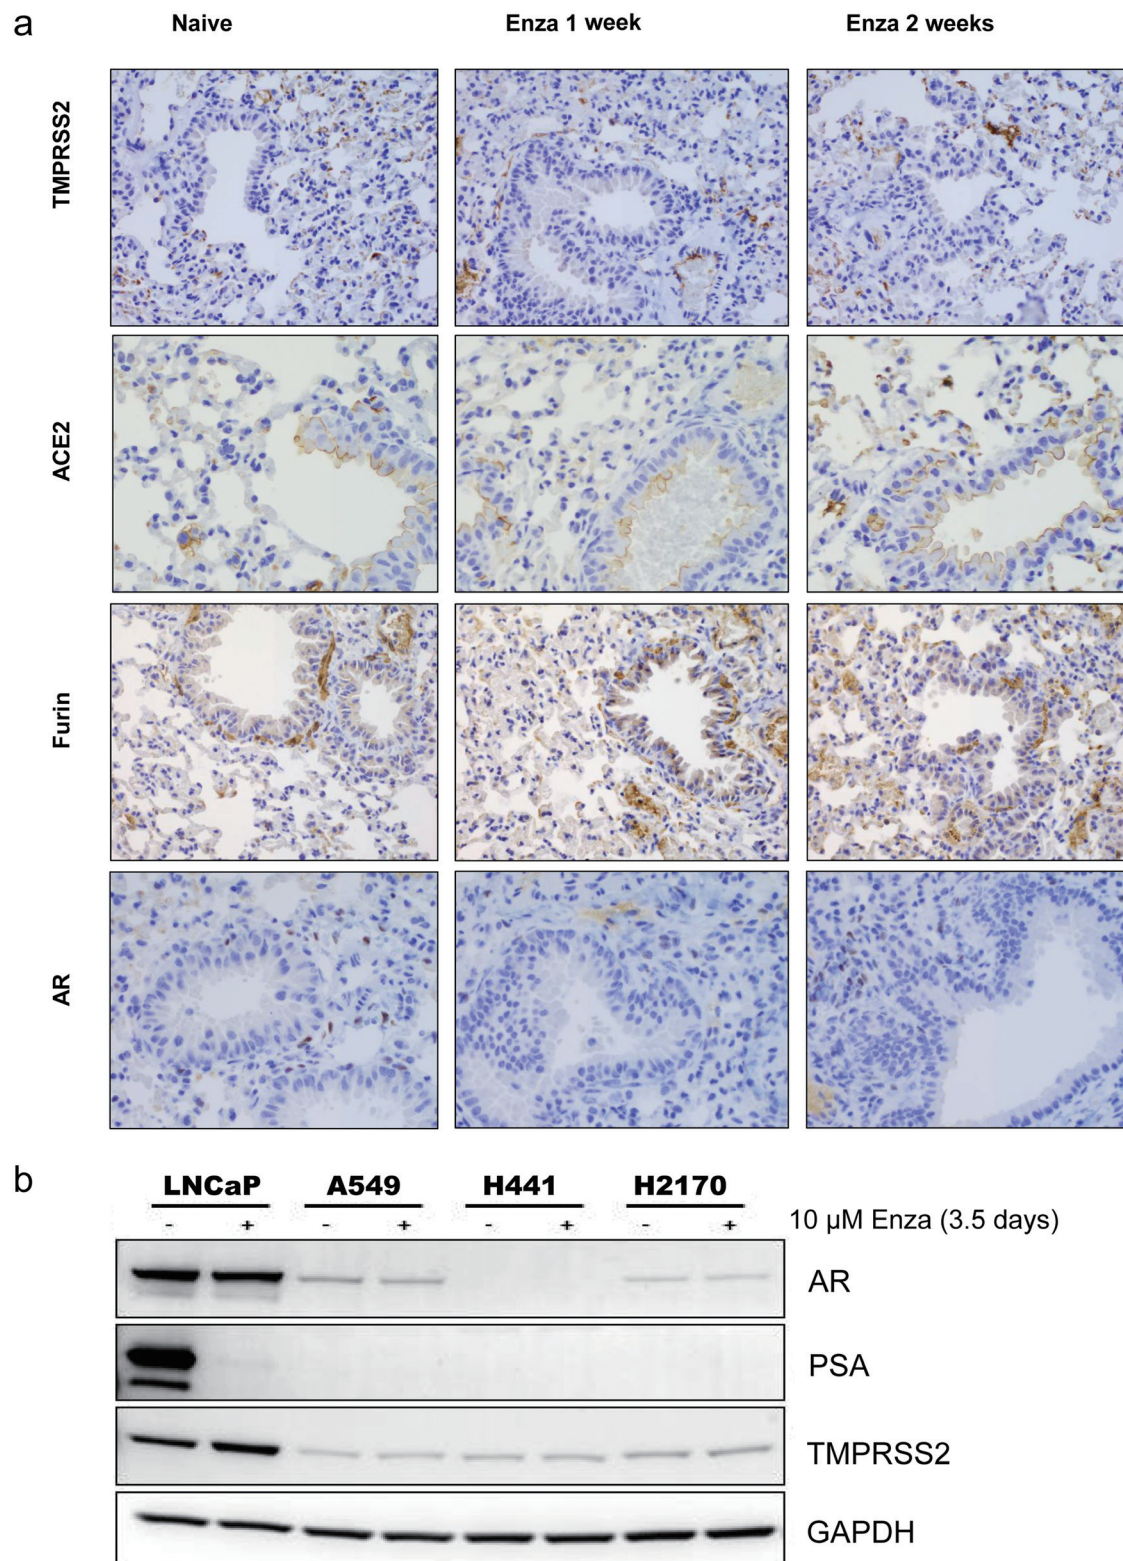 a
Naive Enza 1 week Enza 2 weeks
TMPRSS2
ACE2
Furin
AR
b
LNCaP A549 H441 H2170
- + - + - + - + 10 µM Enza (3.5 days)
AR
PSA
TMPRSS2
GAPDH